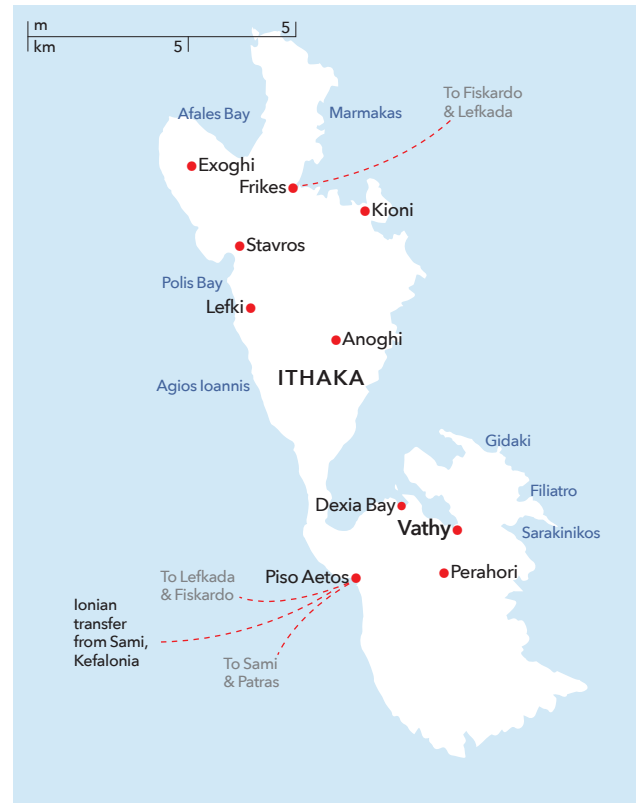 m 5
km 5
To Fiskardo
& Lefkada
Afales Bay
Marmakas
Exoghi
Frikes
Kioni
Stavros
Polis Bay
Lefki
Anoghi
ITHAKA
Agios Ioannis
Gidaki
Filiatro
Dexia Bay
Vathy
Sarakinikos
To Lefkada
& Fiskardo
Piso Aetos
Perahori
Ionian
transfer
from Sami,
Kefalonia
To Sami
& Patras